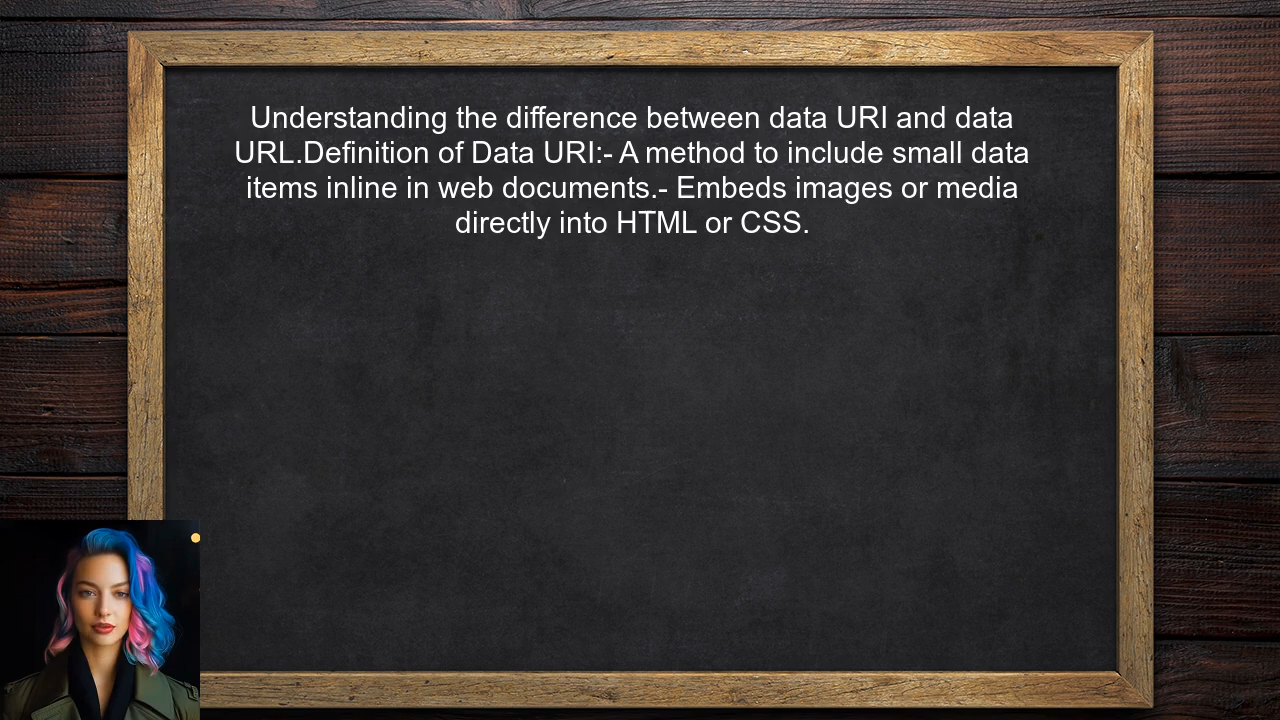 Understanding the difference between data URI and data
URL.Definition of Data URI:- A method to include small data
items inline in web documents.- Embeds images or media
directly into HTML or CSS.